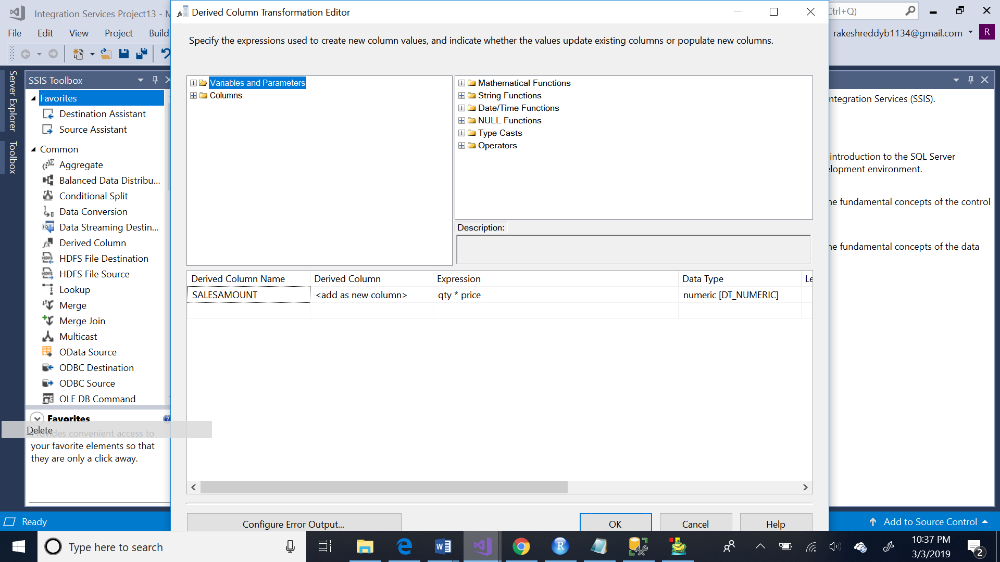 Integration Services Project13 - M
Derived Column Transformation Editor
Ctrl+Q)
File Edit View Project Build
rakeshreddyb1134@gmail.com
R
Specify the expressions used to create new column values, and indicate whether the values update existing columns or populate new columns.
Server Explorer
Toolbox
SSIS Toolbox
Favorites
Destination Assistant
Source Assistant
Common
Aggregate
Balanced Data Distribu...
Conditional Split
Data Conversion
Data Streaming Destin...
Derived Column
HDFS File Destination
HDFS File Source
Lookup
Merge
Merge Join
Multicast
OData Source
ODBC Destination
ODBC Source
OLE DB Command
Favorites
Delete
Provides convenient access to
your favorite elements so that
they are only a click away.
Variables and Parameters
Columns
Mathematical Functions
String Functions
Date/Time Functions
NULL Functions
Type Casts
Operators
Description:
Derived Column Name Derived Column Expression Data Type Le
SALESAMOUNT <add as new column> qty * price numeric [DT_NUMERIC]
Configure Error Output...
OK
Cancel
Help
ntegration Services (SSIS).
introduction to the SQL Server
lopment environment.
ne fundamental concepts of the control
ne fundamental concepts of the data
Ready
Add to Source Control
Type here to search
10:37 PM
3/3/2019
2